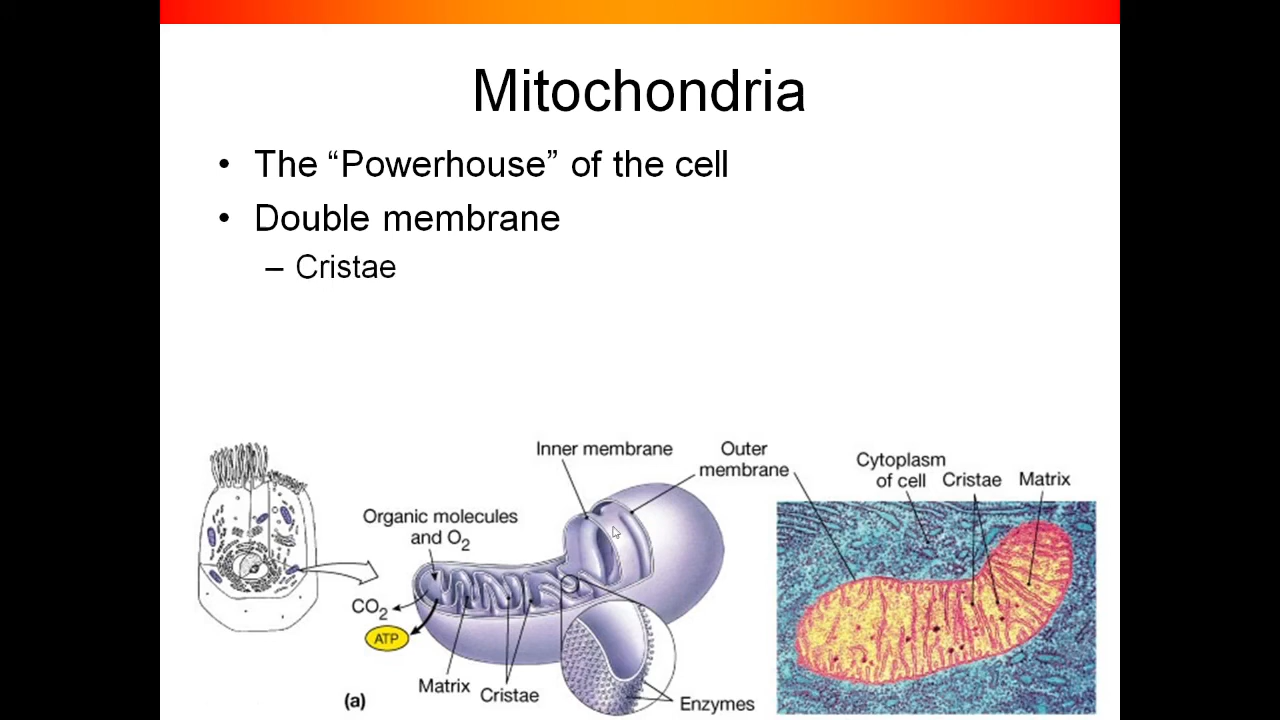 Mitochondria
• The “Powerhouse” of the cell
• Double membrane
– Cristae
Inner membrane
Outer
membrane
Cytoplasm
of cell
Cristae
Matrix
Organic molecules
and O₂
CO₂
ATP
Matrix
Cristae
Enzymes
(a)